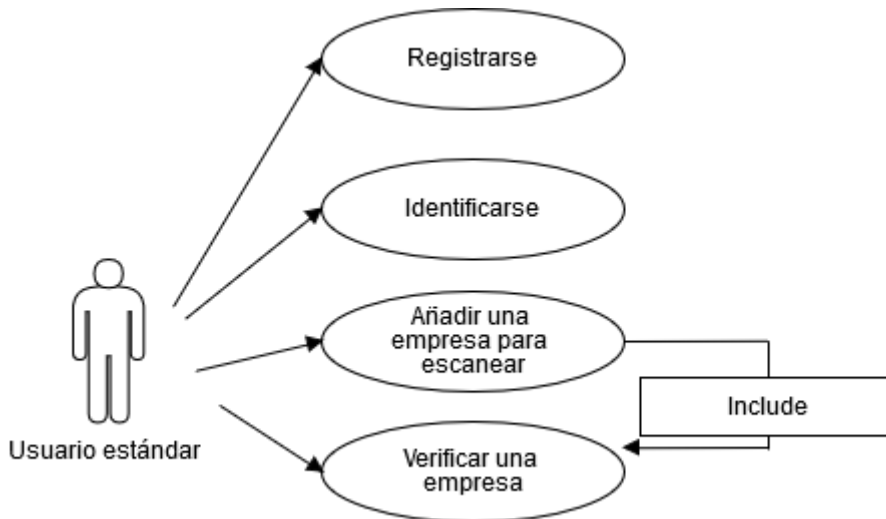 Registrarse
Identificarse
Añadir una
empresa para
escanear
Include
Usuario estándar
Verificar una
empresa